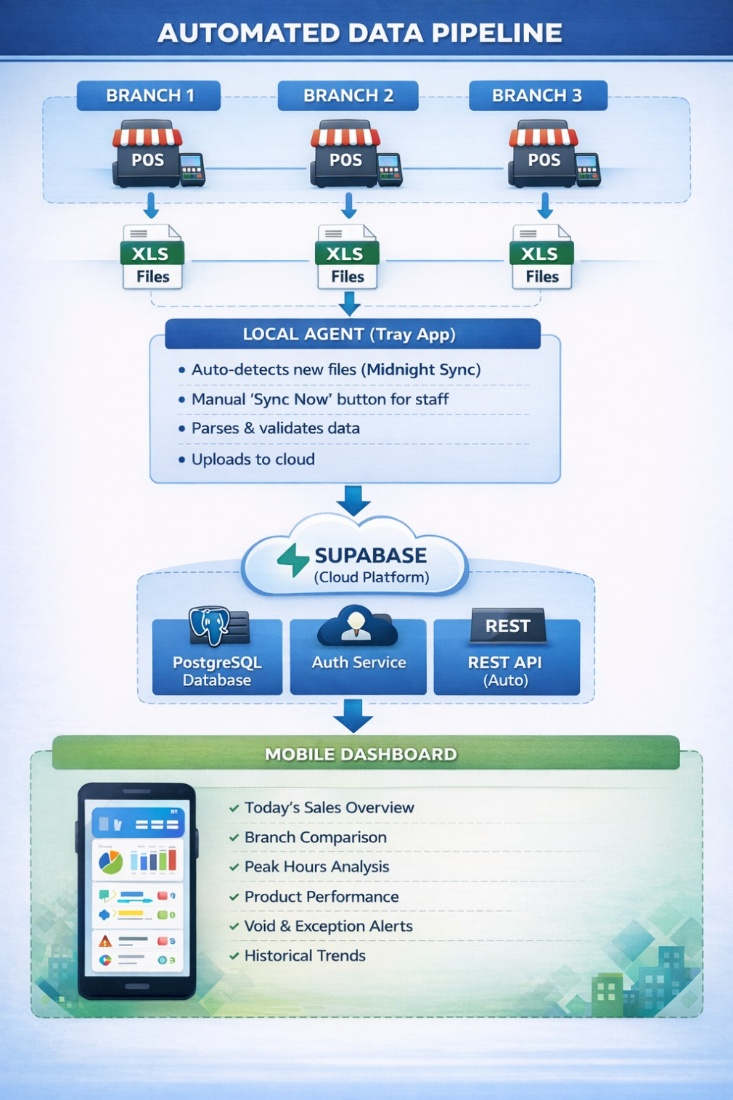 AUTOMATED DATA PIPELINE
BRANCH 1
BRANCH 2
BRANCH 3
POS
POS
POS
XLS
Files
XLS
Files
XLS
Files
LOCAL AGENT (Tray App)
• Auto-detects new files (Midnight Sync)
• Manual ‘Sync Now’ button for staff
• Parses & validates data
• Uploads to cloud
SUPABASE
(Cloud Platform)
PostgreSQL
Database
Auth Service
REST
REST API
(Auto)
MOBILE DASHBOARD
✓ Today’s Sales Overview
✓ Branch Comparison
✓ Peak Hours Analysis
✓ Product Performance
✓ Void & Exception Alerts
✓ Historical Trends